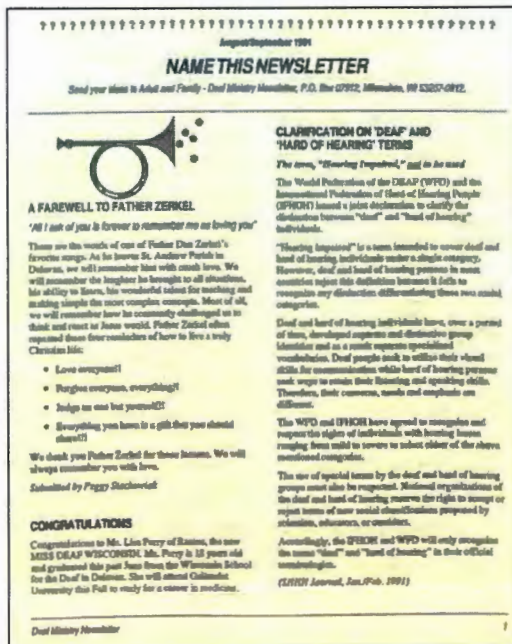 ? ? ? ? ? ? ? ? ? ? ? ? ? ? ? ? ? ? ? ? ? ? ? ? ? ? ? ? ? ? ? ? ? ? ? ? ? ? ? ? ? ? ? ? ? ? ? ?
August/September 1991
NAME THIS NEWSLETTER
Send your ideas to Adult and Family - Deaf Ministry Newsletter, P.O. Box 07912, Milwaukee, WI 53207-0912.
A FAREWELL TO FATHER ZERKEL
"All I ask of you is forever to remember me as loving you"
These are the words of one of Father Dan Zerkel's
favorite songs. As he leaves St. Andrew Parish in
Delavan, we will remember him with much love. We
will remember the laughter he brought to all situations,
his ability to listen, his wonderful talent for teaching and
making simple the most complex concepts. Most of all,
we will remember how he constantly challenged us to
think and react as Jesus would. Father Zerkel often
repeated these four reminders of how to live a truly
Christian life:
• Love everyone!!
• Forgive everyone, everything!!
• Judge no one but yourself!!
• Everything you have is a gift that you should
share!!!
We thank you Father Zerkel for these lessons. We will
always remember you with love.
Submitted by Peggy Stachowiak
CONGRATULATIONS
Congratulations to Ms. Lisa Perry of Racine, the new
MISS DEAF WISCONSIN. Ms. Perry is 18 years old
and graduated this past June from the Wisconsin School
for the Deaf in Delavan. She will attend Gallaudet
University this Fall to study for a career in medicine.
CLARIFICATION ON 'DEAF' AND
'HARD OF HEARING' TERMS
The term, "Hearing Impaired," not to be used
The World Federation of the DEAF (WFD) and the
International Federation of Hard of Hearing People
(IFHOH) issued a joint declaration to clarify the
distinction between "deaf" and "hard of hearing"
individuals.
"Hearing Impaired" is a term intended to cover deaf and
hard of hearing individuals under a single category.
However, deaf and hard of hearing persons in most
countries reject this definition because it fails to
recognize any distinction differentiating these two social
categories.
Deaf and hard of hearing individuals have, over a period
of time, developed separate and distinctive group
identities and as a result separate specialized
vocabularies. Deaf people seek to utilize their visual
skills for communication while hard of hearing persons
seek ways to retain their listening and speaking skills.
Therefore, their concerns, needs and emphasis are
different.
The WFD and IFHOH have agreed to recognize and
respect the rights of individuals with hearing losses
ranging from mild to severe to select either of the above
mentioned categories.
The use of special terms by the deaf and hard of hearing
groups must also be respected. National organizations of
the deaf and hard of hearing reserve the right to accept or
reject terms of new social classifications proposed by
scientists, educators, or outsiders.
Accordingly, the IFHOH and WFD will only recognize
the terms "deaf" and "hard of hearing" in their official
terminologies.
(SHHH Journal, Jan./Feb. 1991)
Deaf Ministry Newsletter 1